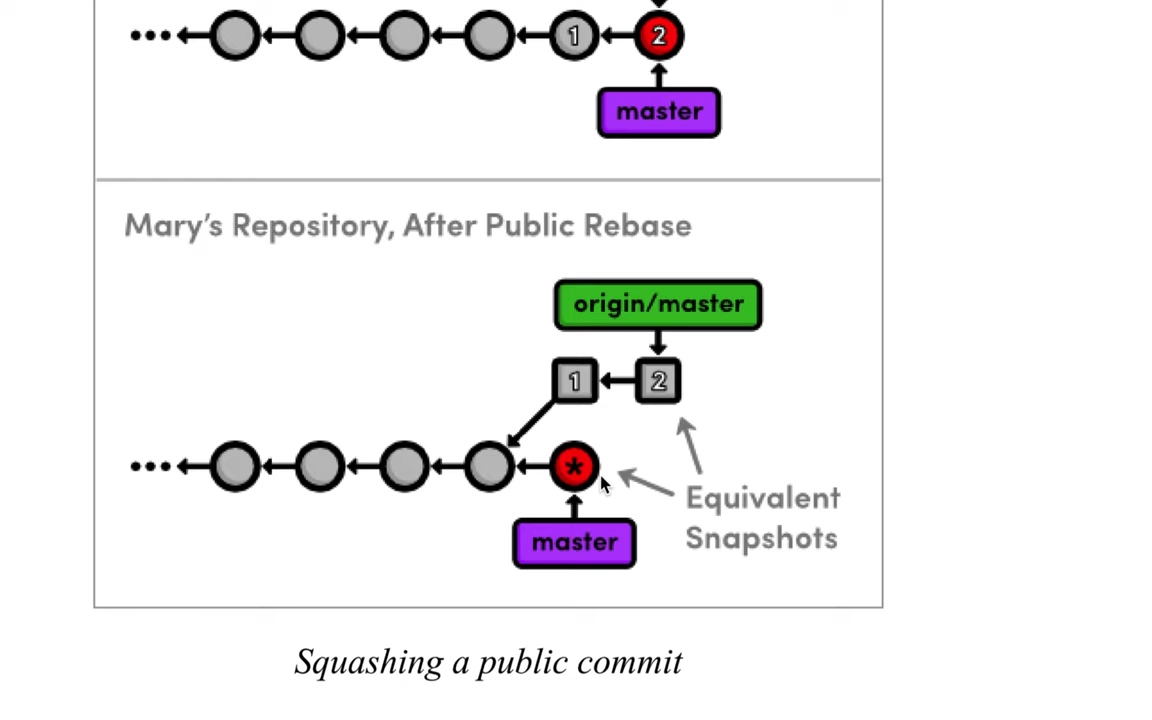 1 2
master
Mary's Repository, After Public Rebase
origin/master
1 2
*
Equivalent
Snapshots
master
Squashing a public commit